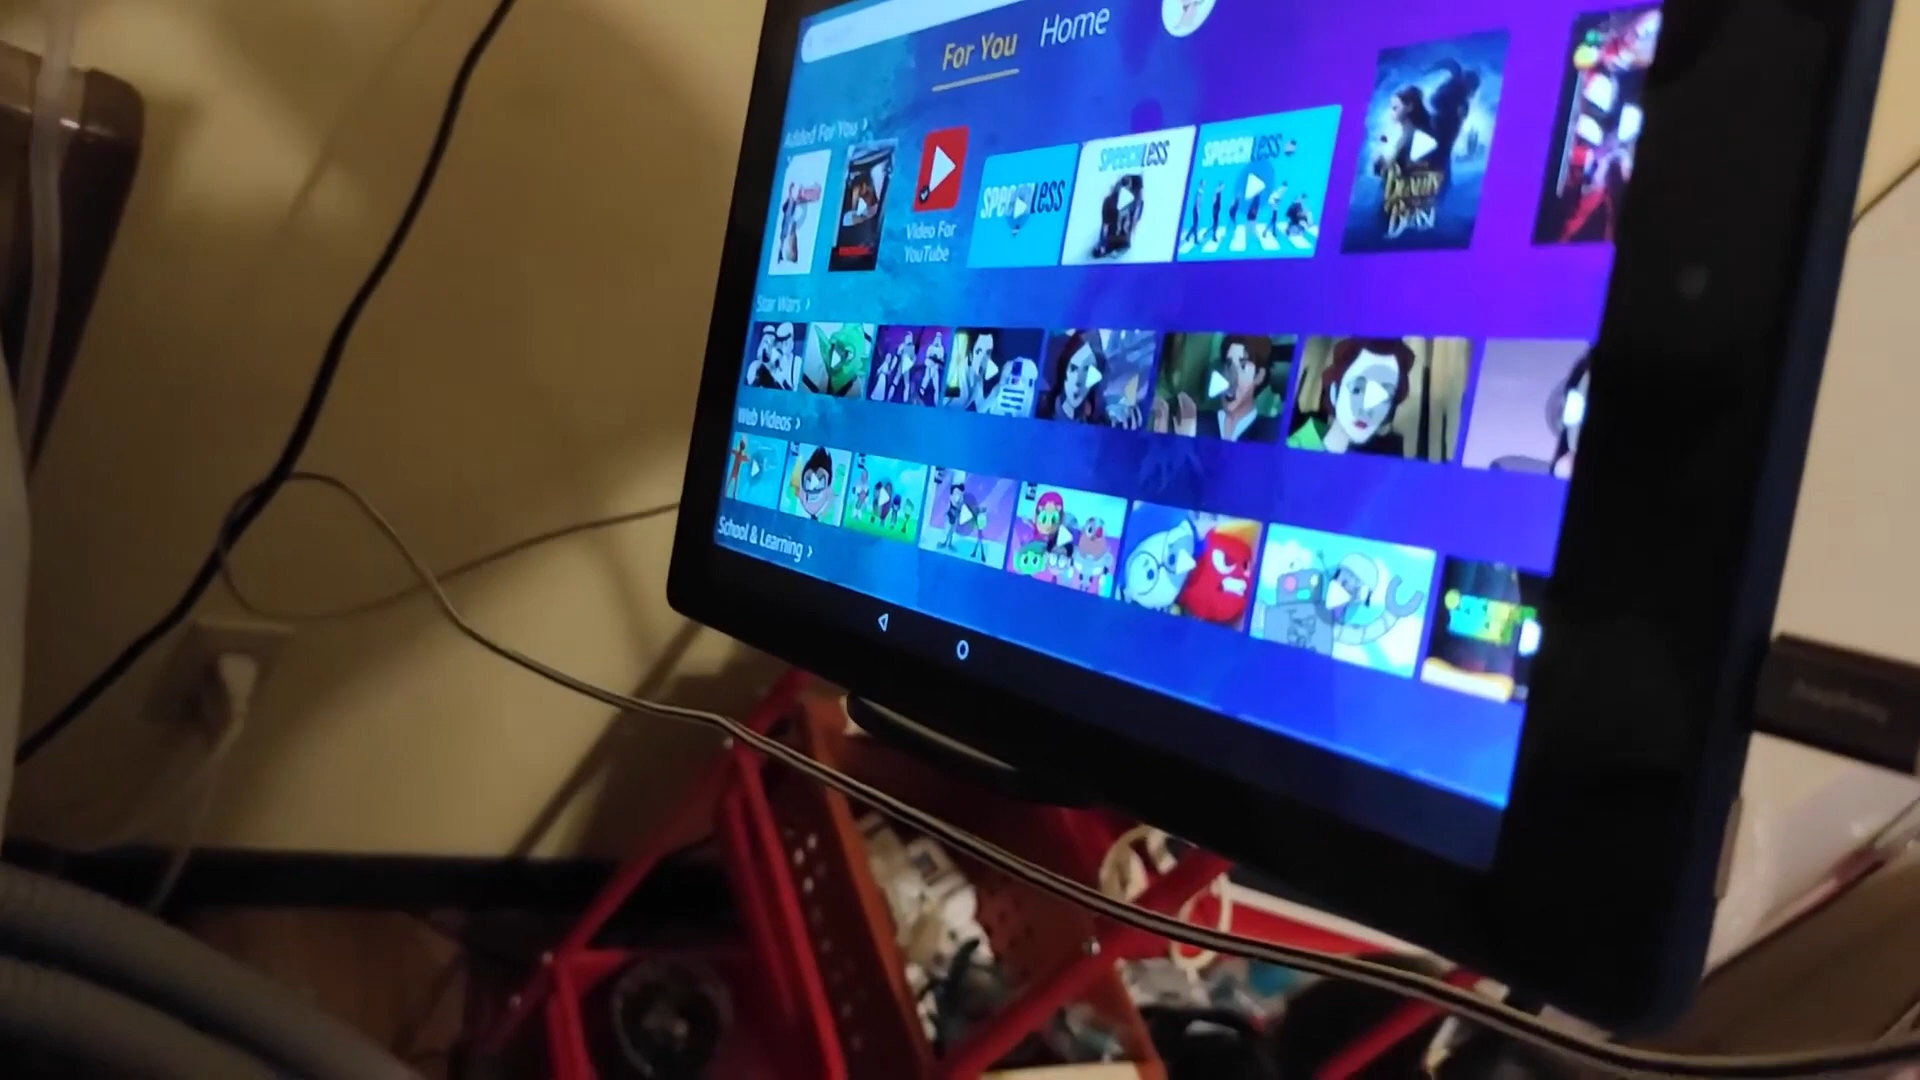 For You
Home
Added For You ›
Video For
YouTube
SPEECHLESS
SPEECHLESS
SPEECHLESS
BEAUTY
BEAST
Star Wars ›
Web Videos ›
School & Learning ›